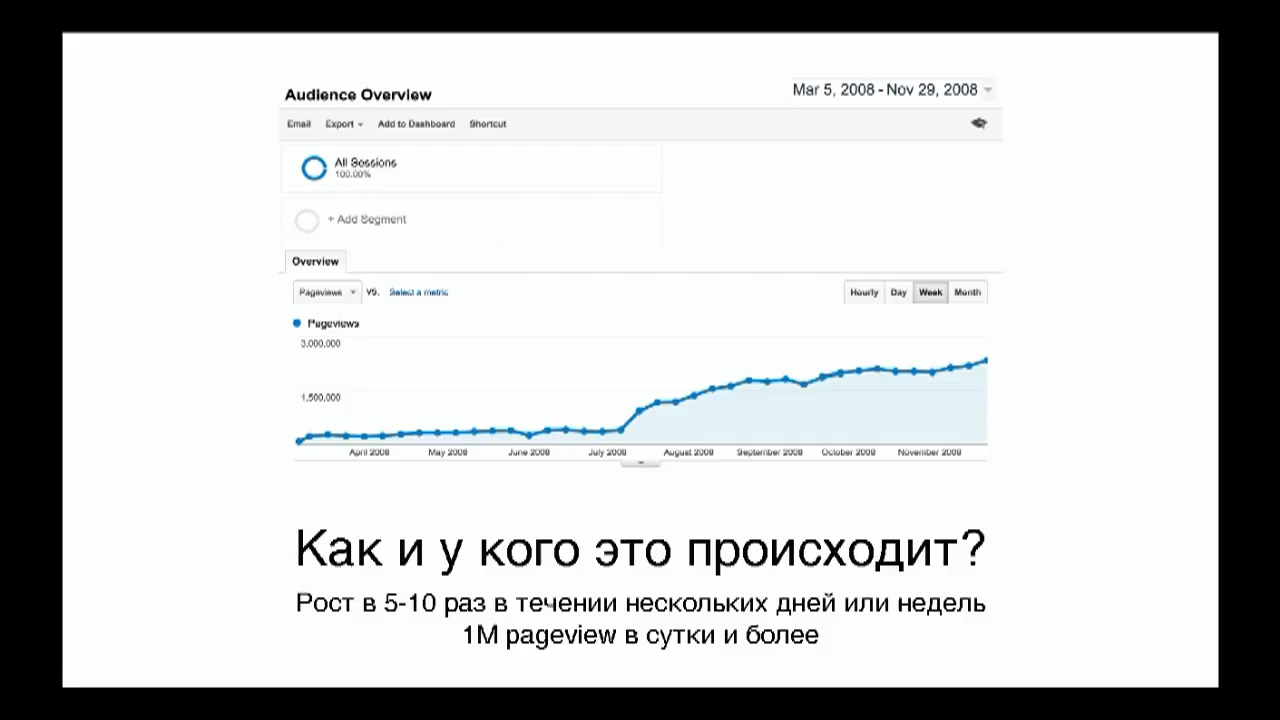 Audience Overview
Mar 5, 2008 - Nov 29, 2008
Email Export Add to Dashboard Shortcut
All Sessions
100.00%
+ Add Segment
Overview
Pageviews VS. Select a metric
Hourly Day Week Month
Pageviews
3,000,000
1,500,000
April 2008 May 2008 June 2008 July 2008 August 2008 September 2008 October 2008 November 2008
Как и у кого это происходит?
Рост в 5-10 раз в течении нескольких дней или недель
1M pageview в сутки и более